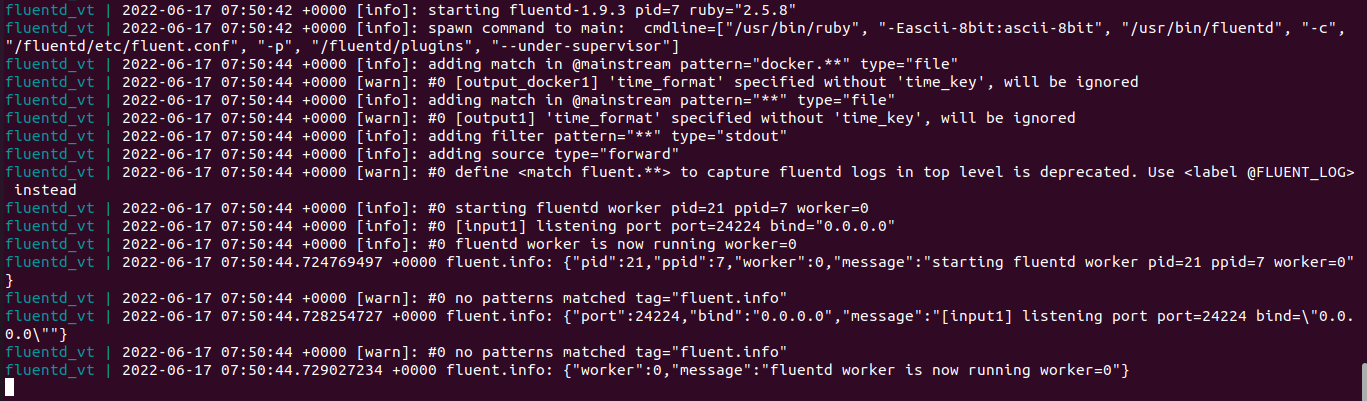 fluentd_vt | 2022-06-17 07:50:42 +0000 [info]: starting fluentd-1.9.3 pid=7 ruby="2.5.8"
fluentd_vt | 2022-06-17 07:50:42 +0000 [info]: spawn command to main:  cmdline=["/usr/bin/ruby", "-Eascii-8bit:ascii-8bit", "/usr/bin/fluentd", "-c",
"/fluentd/etc/fluent.conf", "-p", "/fluentd/plugins", "--under-supervisor"]
fluentd_vt | 2022-06-17 07:50:44 +0000 [info]: adding match in @mainstream pattern="docker.**" type="file"
fluentd_vt | 2022-06-17 07:50:44 +0000 [warn]: #0 [output_docker1] 'time_format' specified without 'time_key', will be ignored
fluentd_vt | 2022-06-17 07:50:44 +0000 [info]: adding match in @mainstream pattern="**" type="file"
fluentd_vt | 2022-06-17 07:50:44 +0000 [warn]: #0 [output1] 'time_format' specified without 'time_key', will be ignored
fluentd_vt | 2022-06-17 07:50:44 +0000 [info]: adding filter pattern="**" type="stdout"
fluentd_vt | 2022-06-17 07:50:44 +0000 [info]: adding source type="forward"
fluentd_vt | 2022-06-17 07:50:44 +0000 [warn]: #0 define <match fluent.**> to capture fluentd logs in top level is deprecated. Use <label @FLUENT_LOG>
 instead
fluentd_vt | 2022-06-17 07:50:44 +0000 [info]: #0 starting fluentd worker pid=21 ppid=7 worker=0
fluentd_vt | 2022-06-17 07:50:44 +0000 [info]: #0 [input1] listening port port=24224 bind="0.0.0.0"
fluentd_vt | 2022-06-17 07:50:44 +0000 [info]: #0 fluentd worker is now running worker=0
fluentd_vt | 2022-06-17 07:50:44.724769497 +0000 fluent.info: {"pid":21,"ppid":7,"worker":0,"message":"starting fluentd worker pid=21 ppid=7 worker=0"
}
fluentd_vt | 2022-06-17 07:50:44 +0000 [warn]: #0 no patterns matched tag="fluent.info"
fluentd_vt | 2022-06-17 07:50:44.728254727 +0000 fluent.info: {"port":24224,"bind":"0.0.0.0","message":"[input1] listening port port=24224 bind=\"0.0.
0.0\""}
fluentd_vt | 2022-06-17 07:50:44 +0000 [warn]: #0 no patterns matched tag="fluent.info"
fluentd_vt | 2022-06-17 07:50:44.729027234 +0000 fluent.info: {"worker":0,"message":"fluentd worker is now running worker=0"}